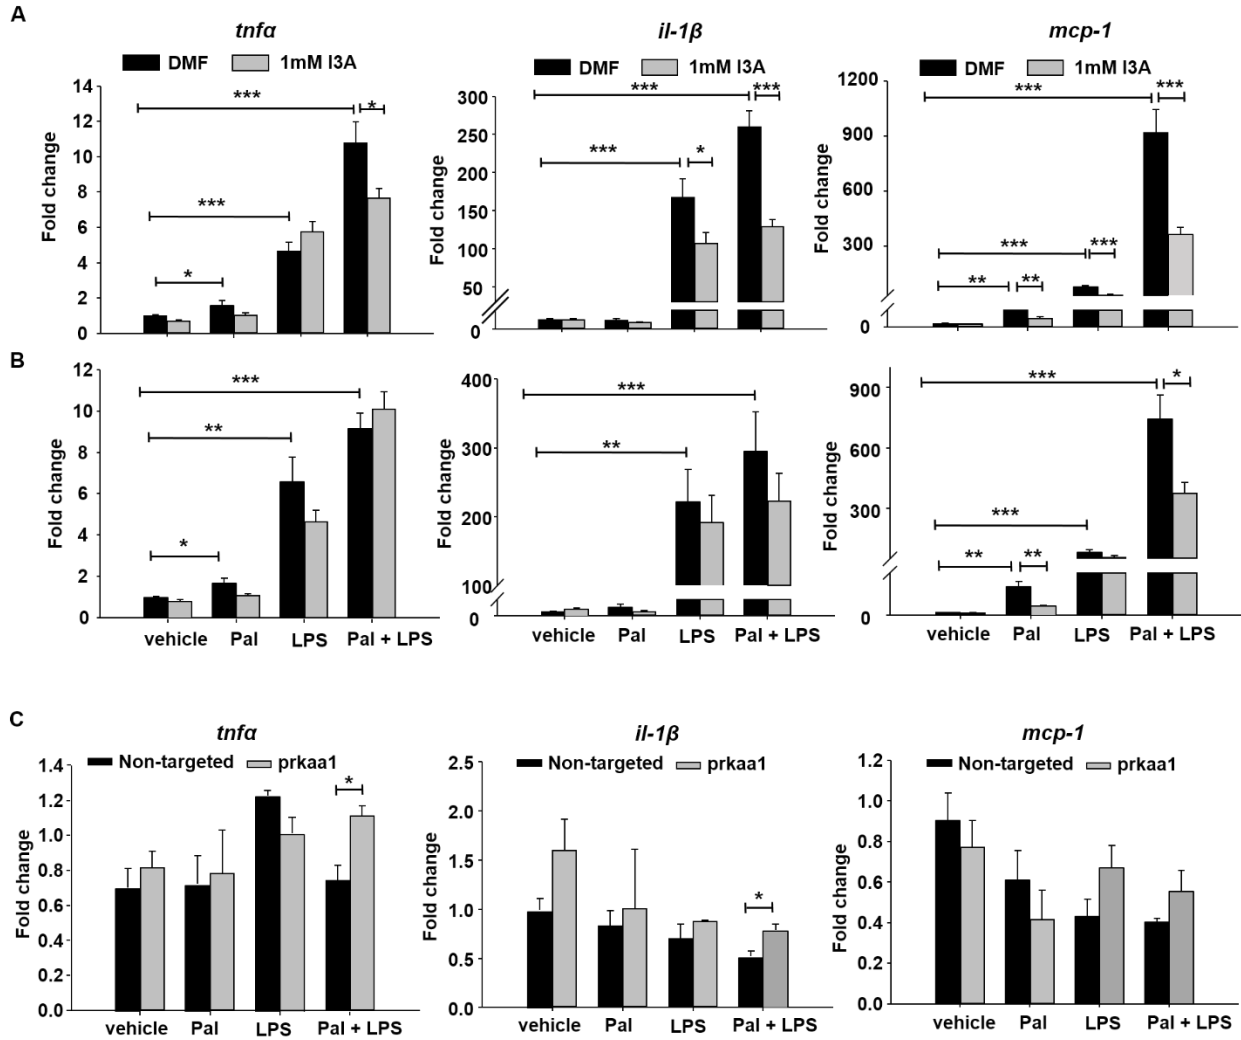 A
tnfα
il-1β
mcp-1
DMF 1mM I3A
DMF 1mM I3A
DMF 1mM I3A
Fold change
14
12
10
8
6
4
2
0
***
*
***
*
Fold change
300
250
200
150
100
50
0
***
***
***
*
Fold change
1200
900
600
300
0
***
***
***
***
**
**
B
Fold change
12
10
8
6
4
2
0
***
**
*
vehicle Pal LPS Pal + LPS
Fold change
400
300
200
100
0
***
**
vehicle Pal LPS Pal + LPS
Fold change
900
600
300
0
***
*
***
**
**
vehicle Pal LPS Pal + LPS
C
tnfα
il-1β
mcp-1
Non-targeted prkaa1
Non-targeted prkaa1
Non-targeted prkaa1
Fold change
1.4
1.2
1.0
0.8
0.6
0.4
0.2
0.0
*
vehicle Pal LPS Pal + LPS
Fold change
2.5
2.0
1.5
1.0
0.5
0.0
*
vehicle Pal LPS Pal + LPS
Fold change
1.2
1.0
0.8
0.6
0.4
0.2
0.0
vehicle Pal LPS Pal + LPS